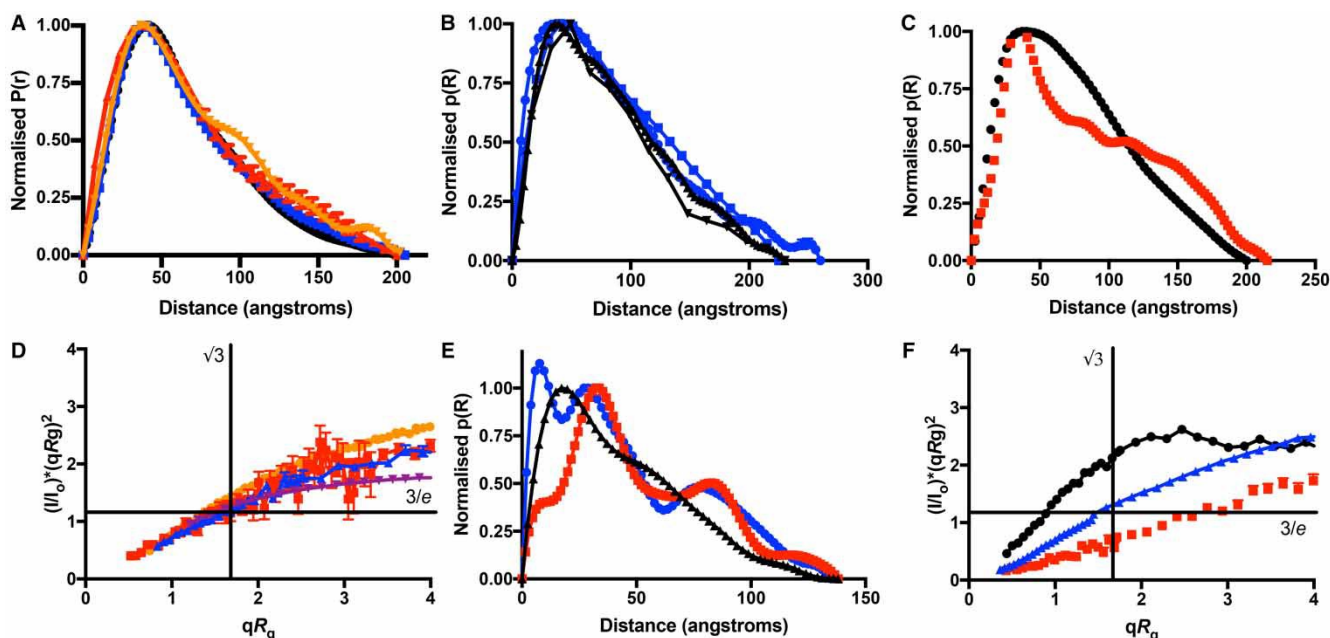 A
Normalised P(r)
1.00
0.75
0.50
0.25
0.00
0 50 100 150 200
Distance (angstroms)
B
Normalised p(R)
1.00
0.75
0.50
0.25
0.00
0 100 200 300
Distance (angstroms)
C
Normalised p(R)
1.00
0.75
0.50
0.25
0.00
0 50 100 150 200 250
Distance (angstroms)
D
(I/Io)*(qRg)2
4
3
2
1
0
√3
3/e
0 1 2 3 4
qRg
E
Normalised p(R)
1.00
0.75
0.50
0.25
0.00
0 50 100 150
Distance (angstroms)
F
(I/Io)*(qRg)2
4
3
2
1
0
√3
3/e
0 1 2 3 4
qRg